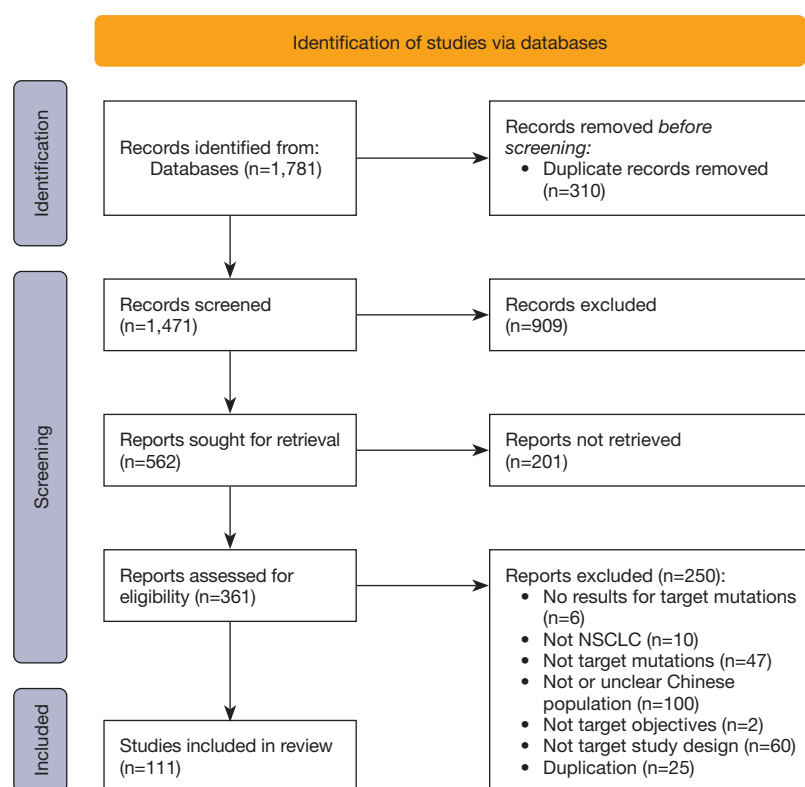 Identification of studies via databases
Identification
Records identified from:
Databases (n=1,781)
Records removed before
screening:
• Duplicate records removed
(n=310)
Screening
Records screened
(n=1,471)
Records excluded
(n=909)
Reports sought for retrieval
(n=562)
Reports not retrieved
(n=201)
Reports assessed for
eligibility (n=361)
Reports excluded (n=250):
• No results for target mutations
(n=6)
• Not NSCLC (n=10)
• Not target mutations (n=47)
• Not or unclear Chinese
population (n=100)
• Not target objectives (n=2)
• Not target study design (n=60)
• Duplication (n=25)
Included
Studies included in review
(n=111)